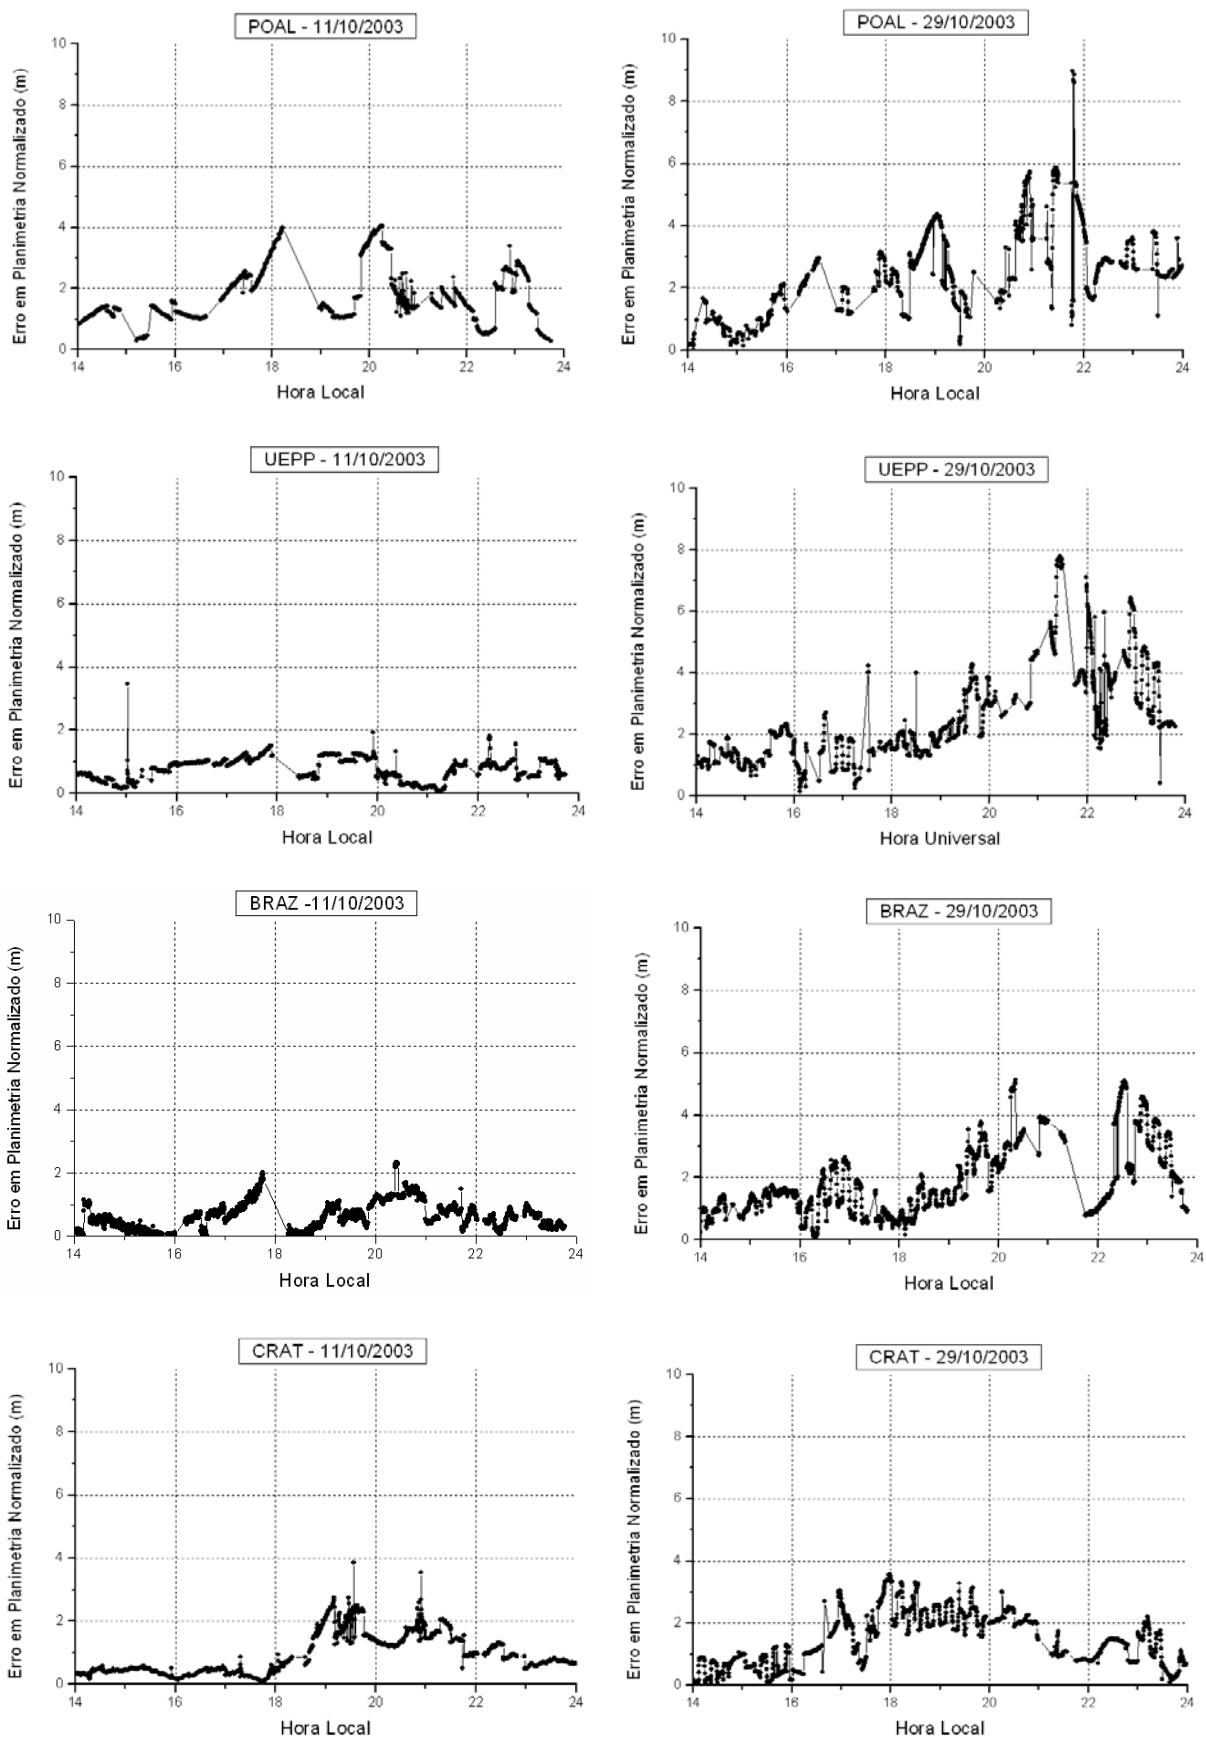 POAL - 11/10/2003
Erro em Planimetria Normalizado (m)
10
8
6
4
2
0
14 16 18 20 22 24
Hora Local
POAL - 29/10/2003
Erro em Planimetria Normalizado (m)
10
8
6
4
2
0
14 16 18 20 22 24
Hora Local
UEPP - 11/10/2003
Erro em Planimetria Normalizado (m)
10
8
6
4
2
0
14 16 18 20 22 24
Hora Local
UEPP - 29/10/2003
Erro em Planimetria Normalizado (m)
10
8
6
4
2
0
14 16 18 20 22 24
Hora Universal
BRAZ -11/10/2003
Erro em Planimetria Normalizado (m)
10
8
6
4
2
0
14 16 18 20 22 24
Hora Local
BRAZ - 29/10/2003
Erro em Planimetria Normalizado (m)
10
8
6
4
2
0
14 16 18 20 22 24
Hora Local
CRAT - 11/10/2003
Erro em Planimetria Normalizado (m)
10
8
6
4
2
0
14 16 18 20 22 24
Hora Local
CRAT - 29/10/2003
Erro em Planimetria Normalizado (m)
10
8
6
4
2
0
14 16 17 18 19 20 22 24
Hora Local